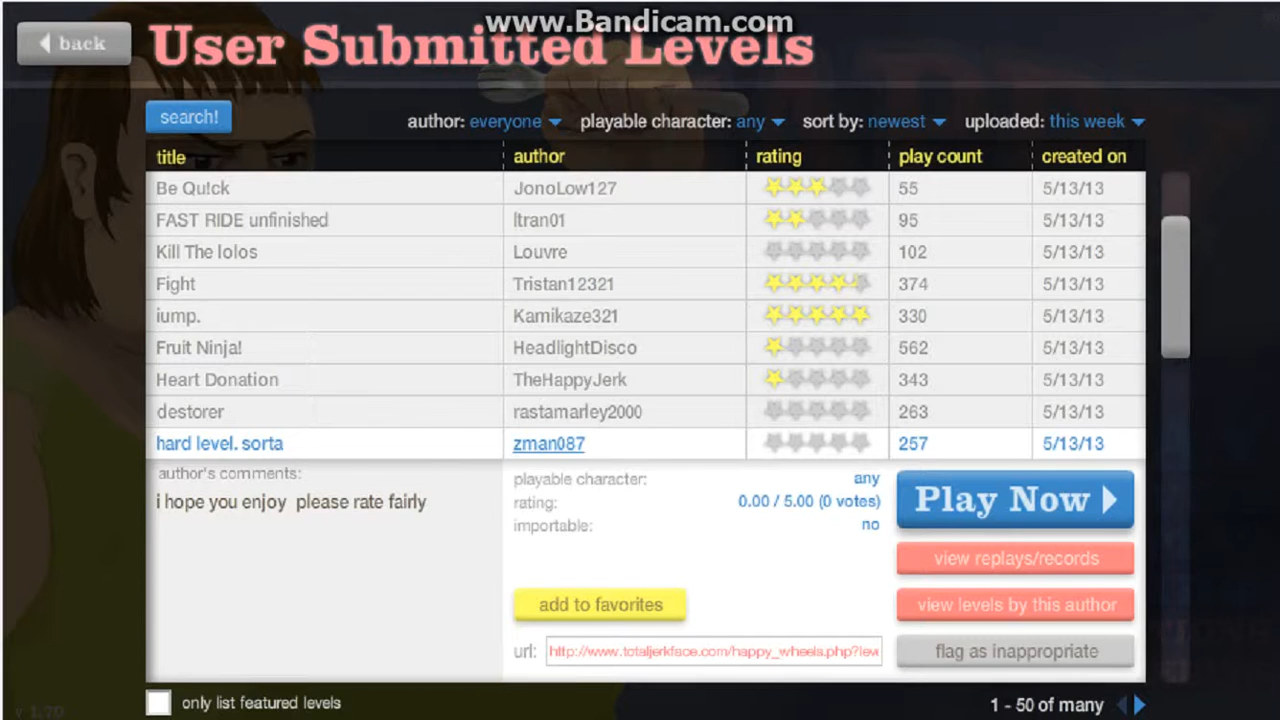 www.Bandicam.com
back
User Submitted Levels
search!
author: everyone playable character: any sort by: newest uploaded: this week
title author rating play count created on
Be Qu!ck JonoLow127 55 5/13/13
FAST RIDE unfinished ltran01 95 5/13/13
Kill The lolos Louvre 102 5/13/13
Fight Tristan12321 374 5/13/13
iump. Kamikaze321 330 5/13/13
Fruit Ninja! HeadlightDisco 562 5/13/13
Heart Donation TheHappyJerk 343 5/13/13
destorer rastamarley2000 263 5/13/13
hard level. sorta zman087 257 5/13/13
author's comments:
i hope you enjoy please rate fairly
playable character: any
rating: 0.00 / 5.00 (0 votes)
importable: no
Play Now
view replays/records
add to favorites
view levels by this author
url: http://www.totaljerkface.com/happy_wheels.php?lev
flag as inappropriate
only list featured levels
1 - 50 of many
v 1.70